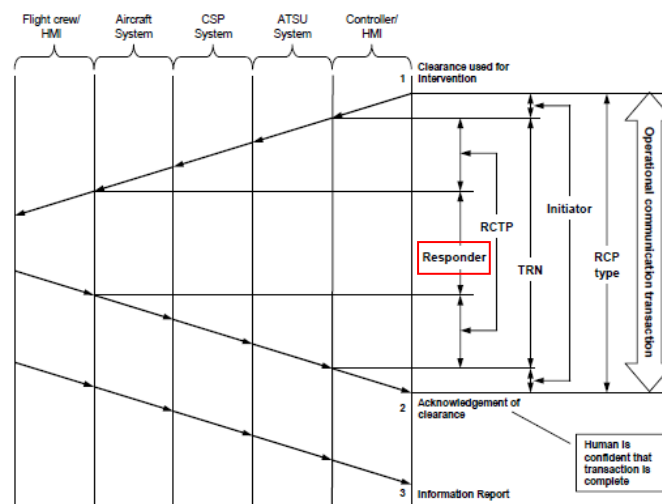 Flight crew/
HMI
Aircraft
System
CSP
System
ATSU
System
Controller/
HMI
1
Clearance used for
Intervention
Operational communication transaction
Initiator
RCTP
Responder
RCP
type
TRN
2
Acknowledgement of
clearance
Human is
confident that
transaction is
complete
3
Information Report